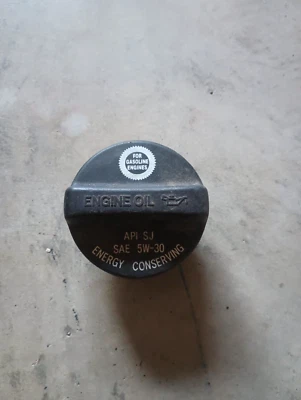 FOR
GASOLINE
ENGINES
ENGINE OIL
API SJ
SAE 5W-30
ENERGY CONSERVING